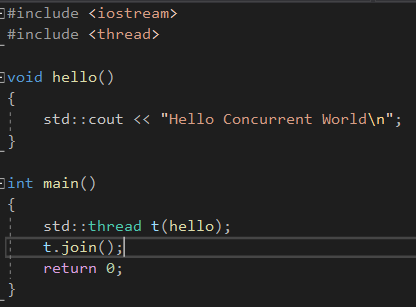 #include <iostream>
#include <thread>
void hello()
{
std::cout << "Hello Concurrent World\n";
}
int main()
{
std::thread t(hello);
t.join();
return 0;
}